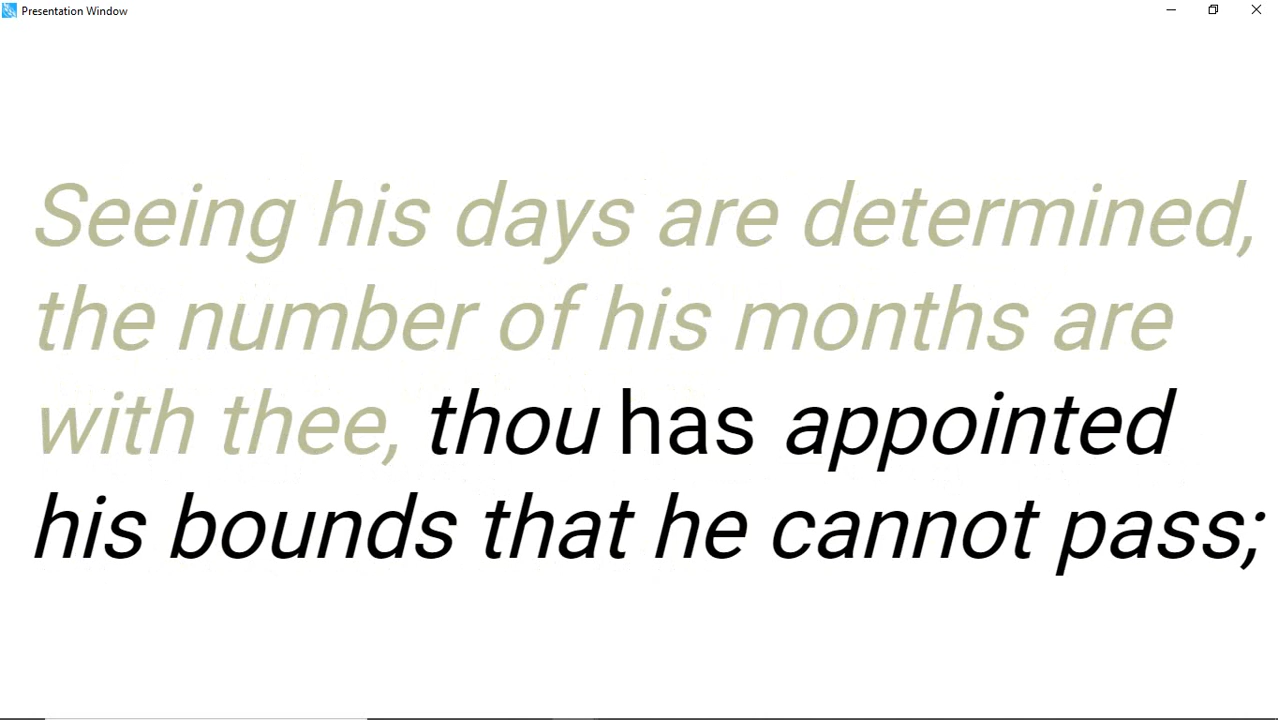 Presentation Window
Seeing his days are determined,
the number of his months are
with thee, thou has appointed
his bounds that he cannot pass;